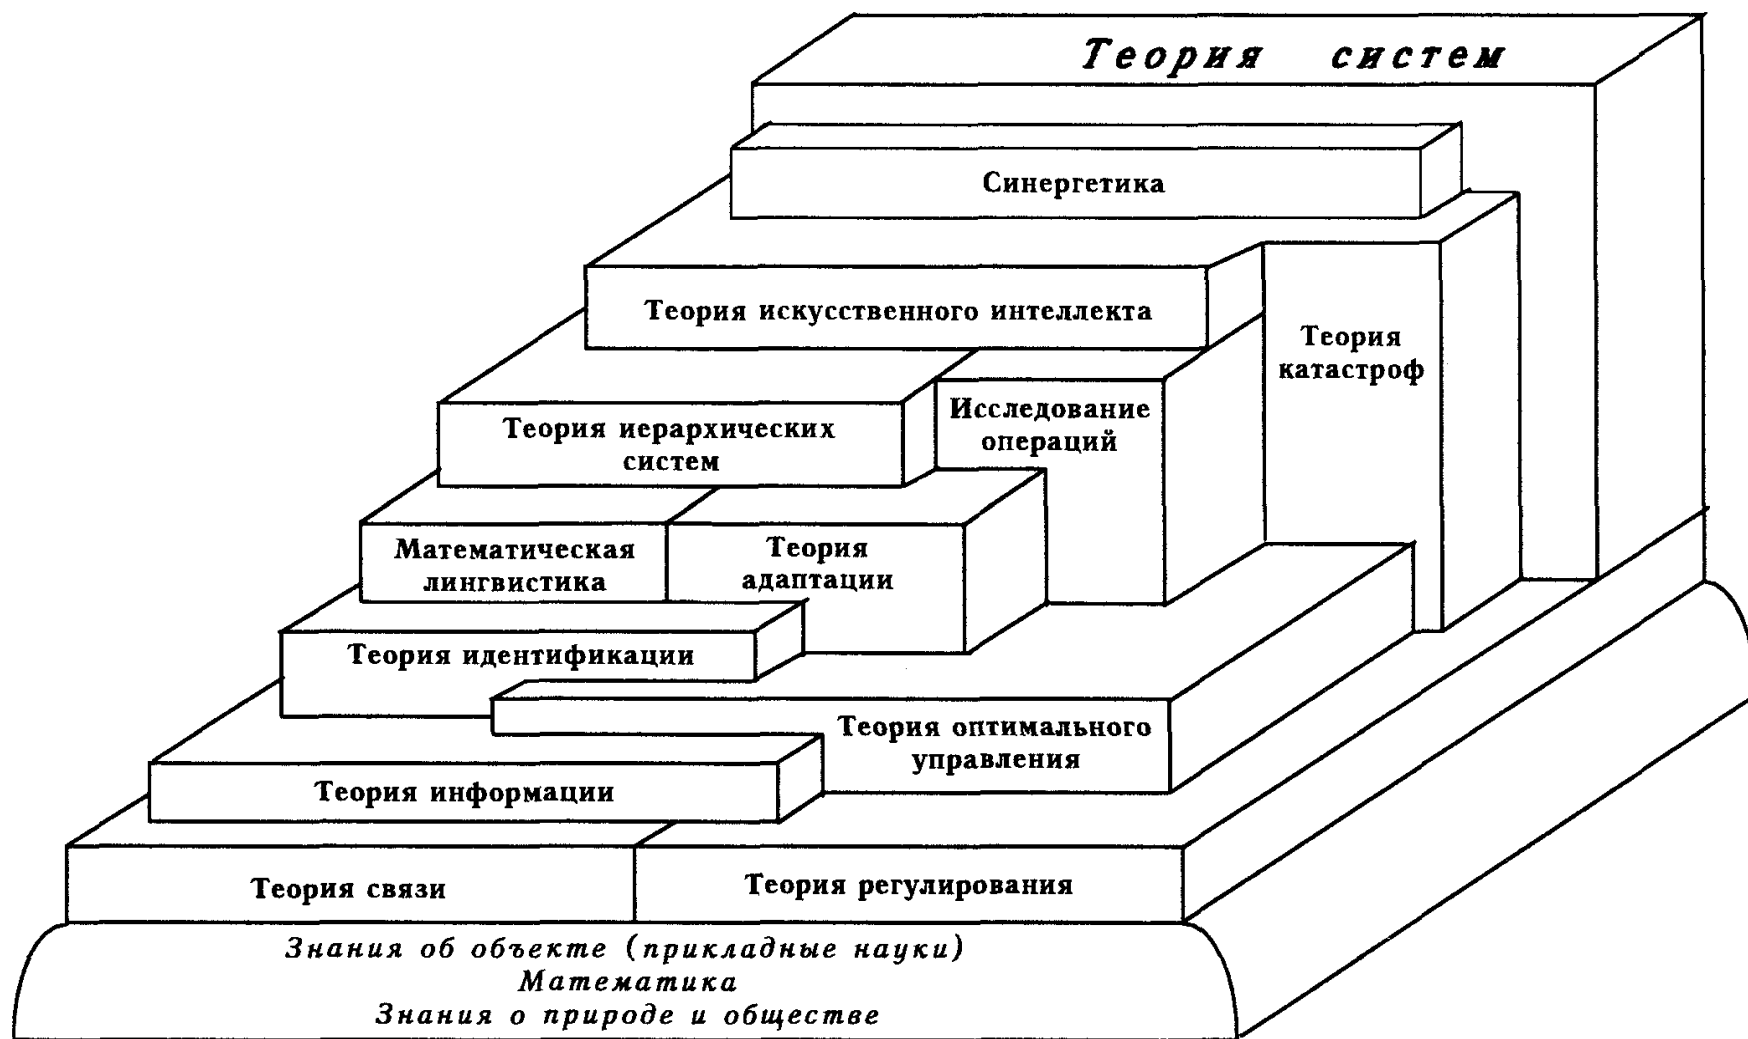 Теория систем
Синергетика
Теория искусственного интеллекта
Теория
катастроф
Исследование
операций
Теория иерархических
систем
Математическая
лингвистика
Теория
адаптации
Теория идентификации
Теория оптимального
управления
Теория информации
Теория связи
Теория регулирования
Знания об объекте (прикладные науки)
Математика
Знания о природе и обществе